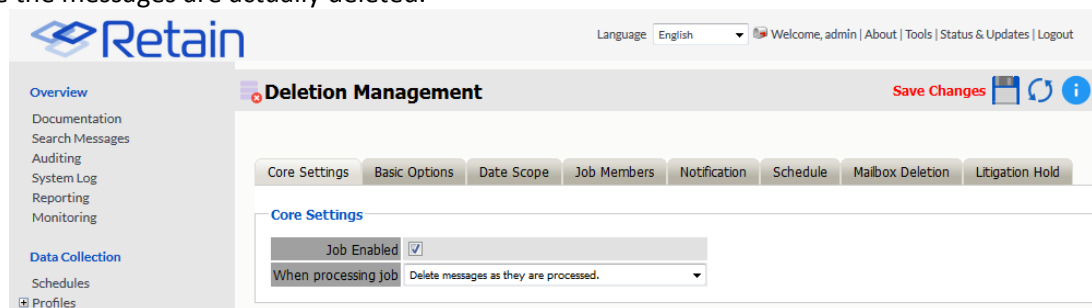 the messages are actually deleted.
Retain
Language English Welcome, admin | About | Tools | Status & Updates | Logout
Overview
Documentation
Search Messages
Auditing
System Log
Reporting
Monitoring
Data Collection
Schedules
Profiles
Deletion Management
Save Changes
Core Settings Basic Options Date Scope Job Members Notification Schedule Mailbox Deletion Litigation Hold
Core Settings
Job Enabled
When processing job Delete messages as they are processed.